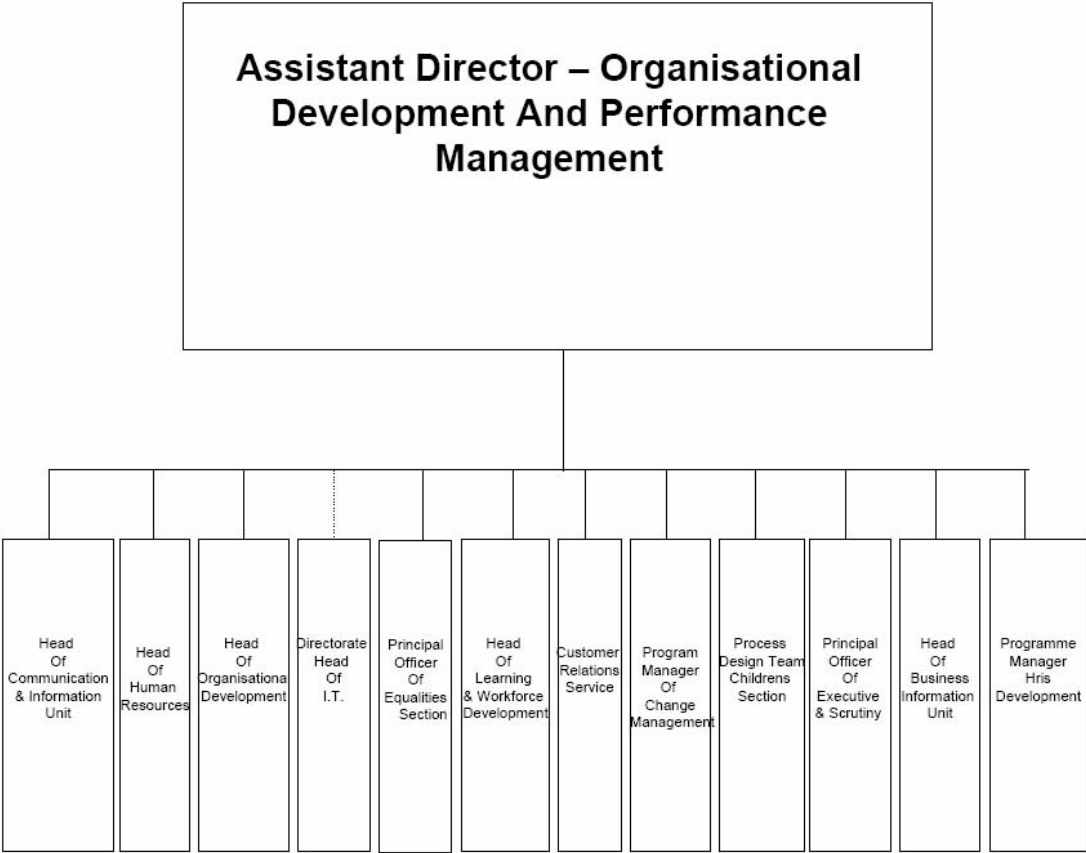 Assistant Director – Organisational
Development And Performance
Management
Head
Of
Communication
& Information
Unit
Head
Of
Human
Resources
Head
Of
Organisational
Development
Directorate
Head
Of
I.T.
Principal
Officer
Of
Equalities
Section
Head
Of
Learning
& Workforce
Development
Customer
Relations
Service
Program
Manager
Of
Change
Management
Process
Design Team
Childrens
Section
Principal
Officer
Of
Executive
& Scrutiny
Head
Of
Business
Information
Unit
Programme
Manager
Hris
Development